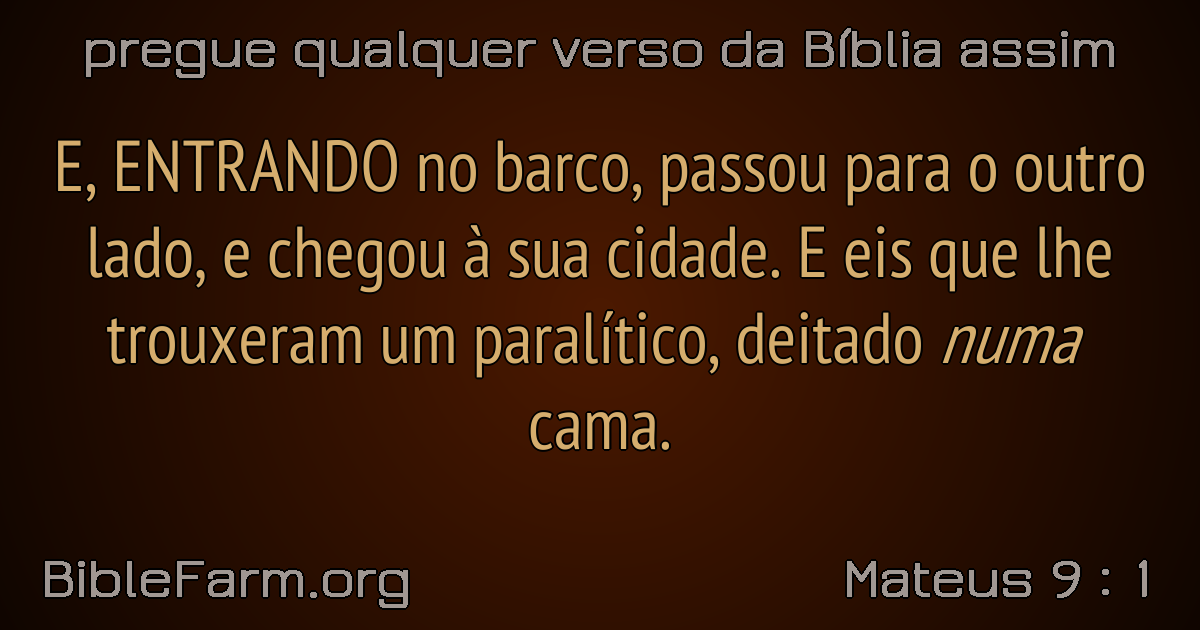 pregue qualquer verso da Bíblia assim
E, ENTRANDO no barco, passou para o outro
lado, e chegou à sua cidade. E eis que lhe
trouxeram um paralítico, deitado numa
cama.
BibleFarm.org
Mateus 9 : 1